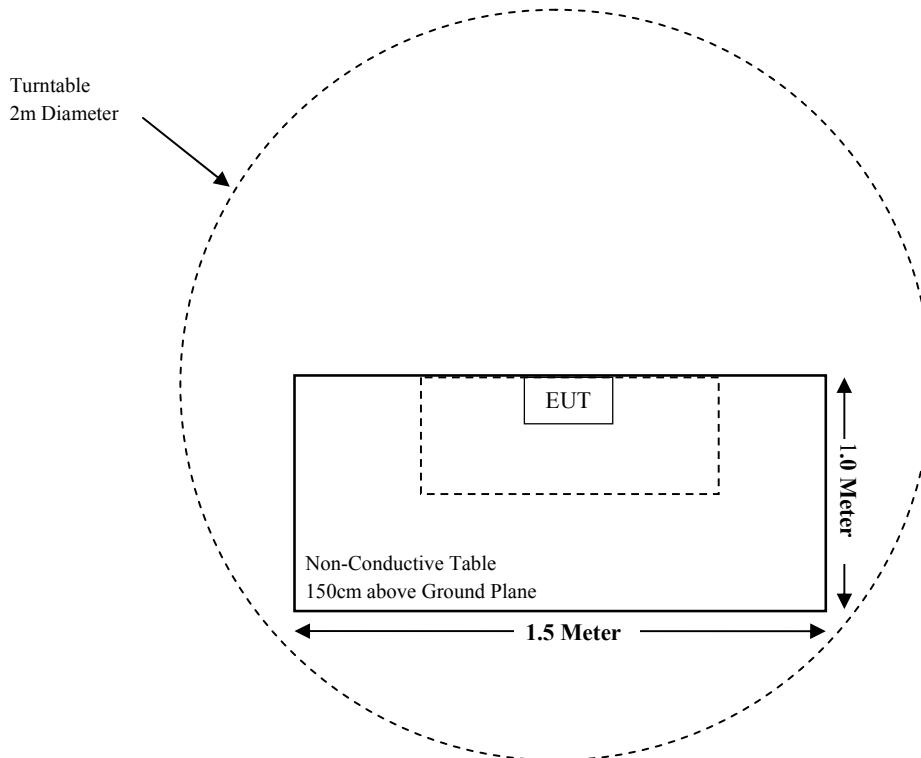 Turntable
2m Diameter
EUT
1.0 Meter
Non-Conductive Table
150cm above Ground Plane
1.5 Meter